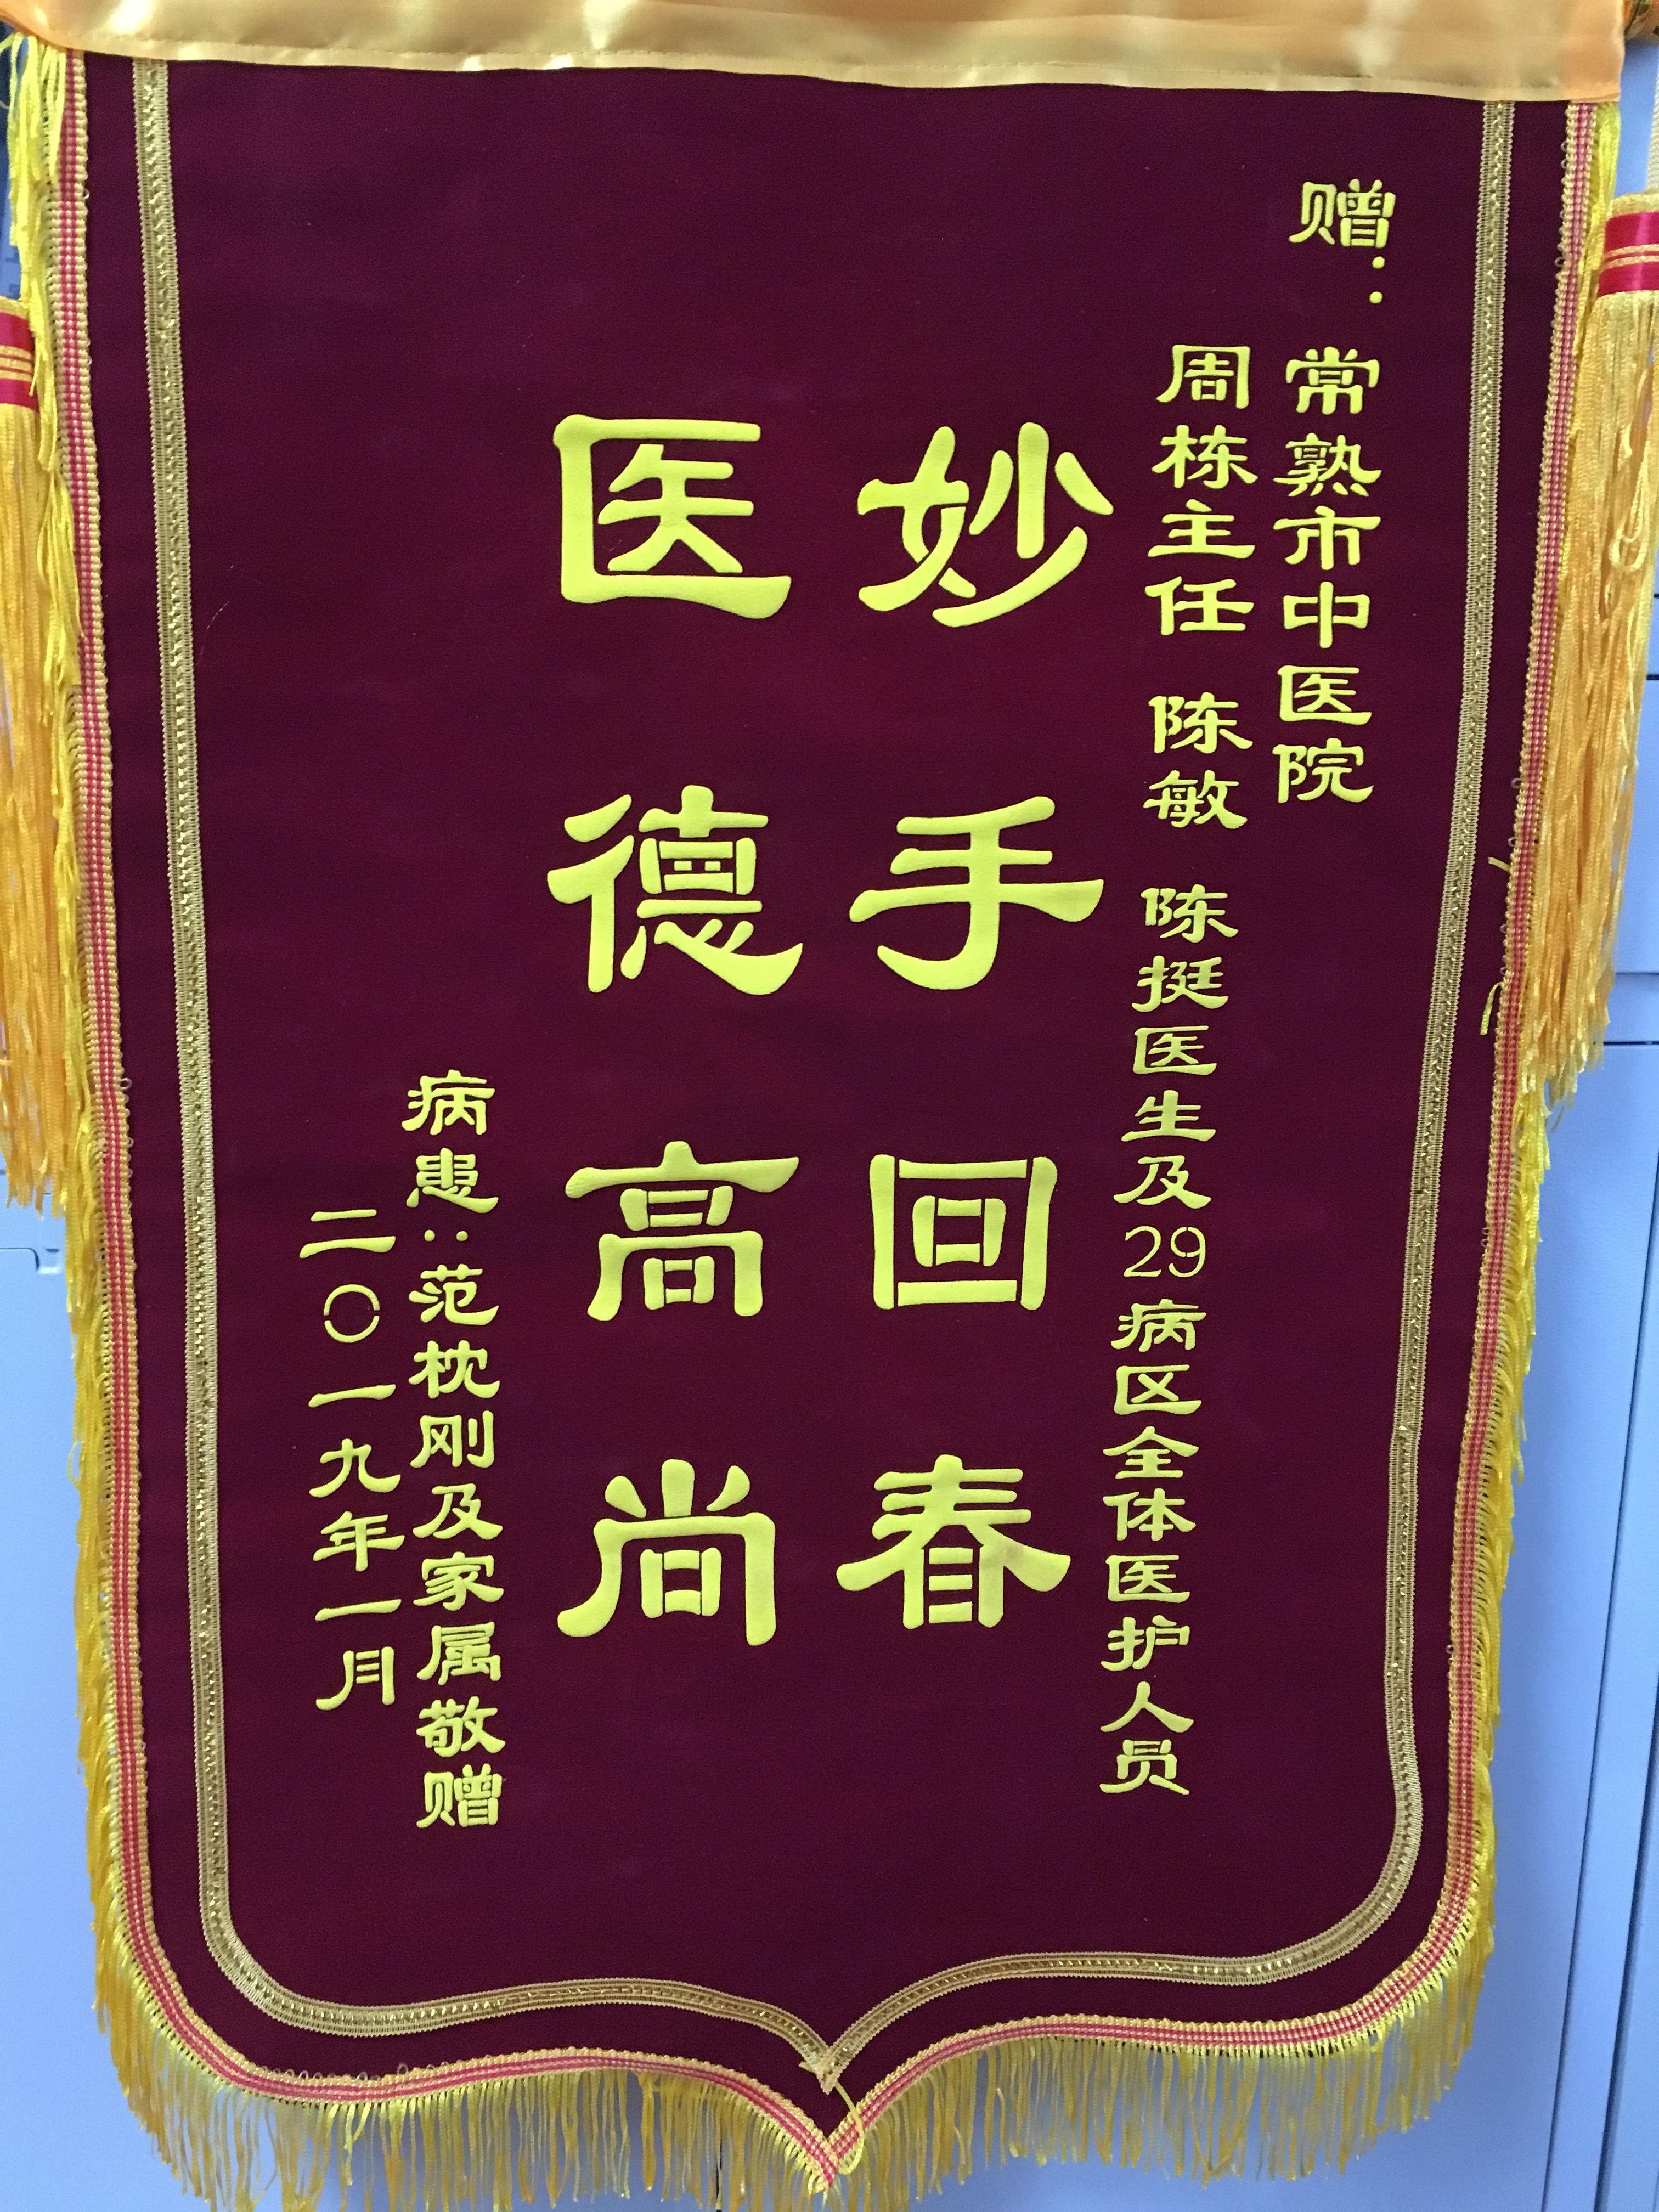 赠：常熟市中医院
周栋主任 陈敏 陈挺医生及29病区全体医护人员
妙手回春
医德高尚
病患：范枕刚及家属敬赠
二〇一九年一月